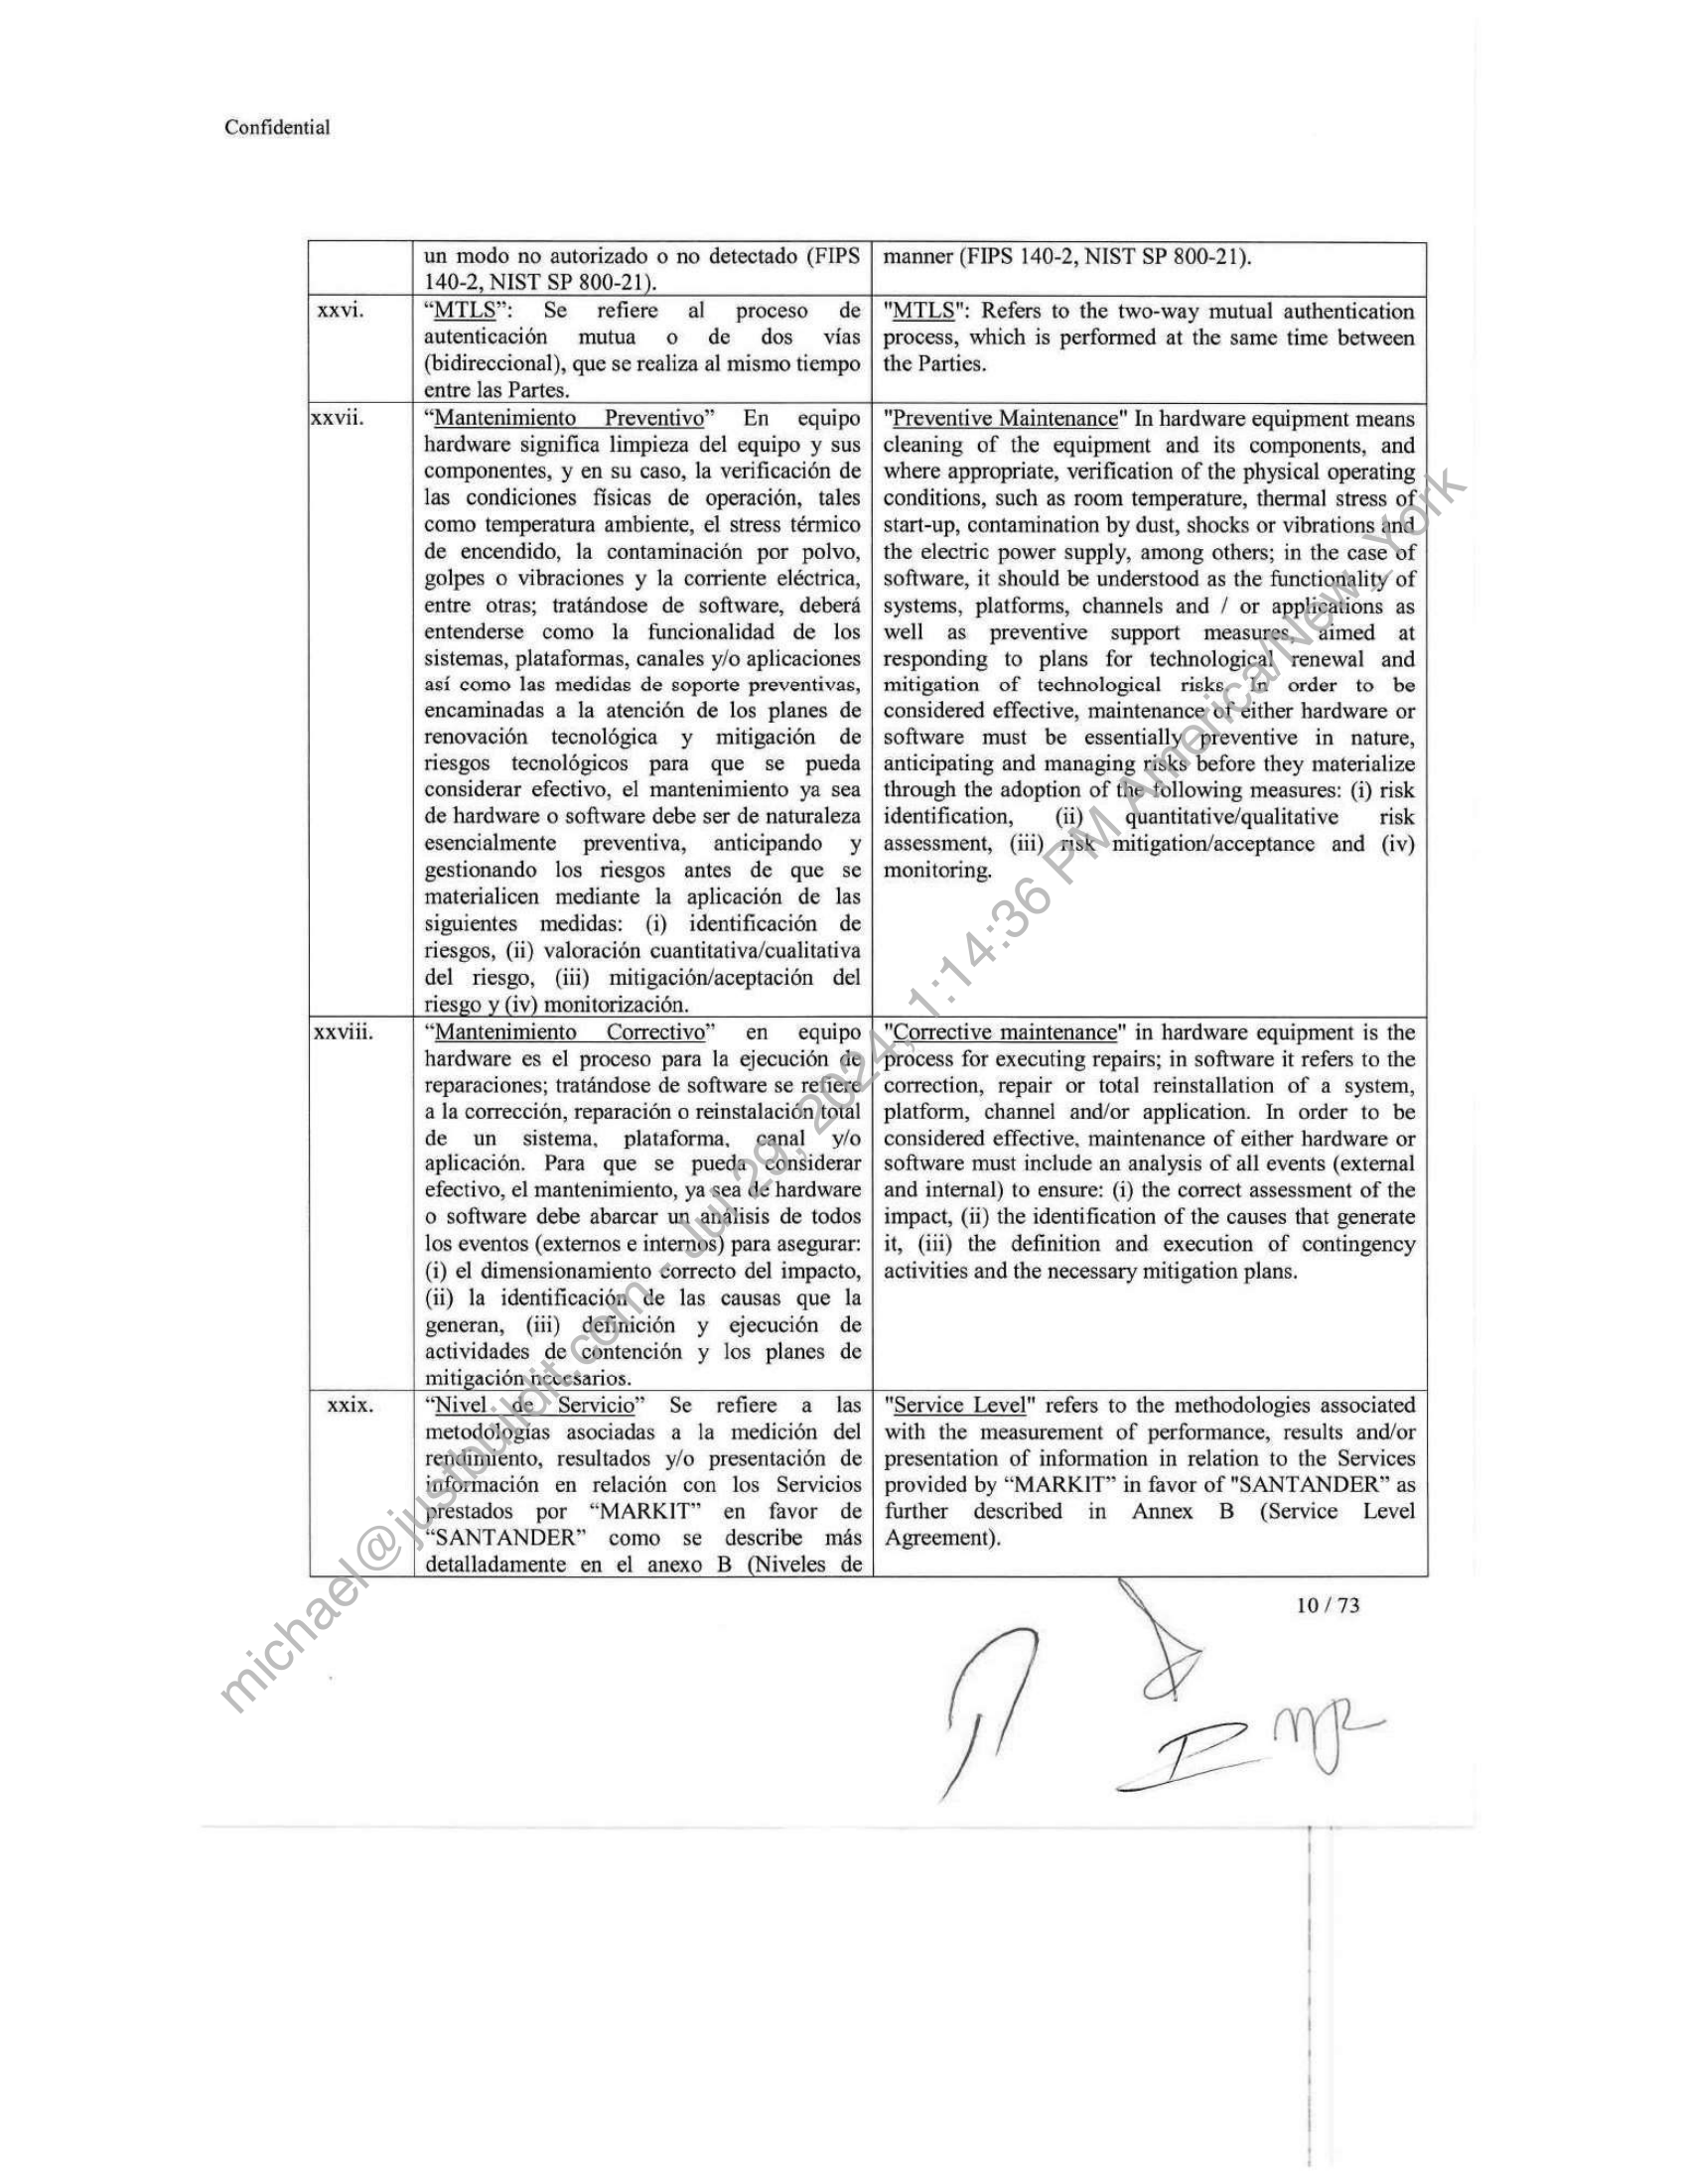 Confidential
un modo no autorizado o no detectado (FIPS
140-2, NIST SP 800-21).
manner (FIPS 140-2, NIST SP 800-21).
xxvi.
“MTLS”: Se refiere al proceso de
autenticación mutua o de dos vías
(bidireccional), que se realiza al mismo tiempo
entre las Partes.
"MTLS": Refers to the two-way mutual authentication
process, which is performed at the same time between
the Parties.
xxvii.
“Mantenimiento Preventivo” En equipo
hardware significa limpieza del equipo y sus
componentes, y en su caso, la verificación de
las condiciones físicas de operación, tales
como temperatura ambiente, el stress térmico
de encendido, la contaminación por polvo,
golpes o vibraciones y la corriente eléctrica,
entre otras; tratándose de software, deberá
entenderse como la funcionalidad de los
sistemas, plataformas, canales y/o aplicaciones
así como las medidas de soporte preventivas,
encaminadas a la atención de los planes de
renovación tecnológica y mitigación de
riesgos tecnológicos para que se pueda
considerar efectivo, el mantenimiento ya sea
de hardware o software debe ser de naturaleza
esencialmente preventiva, anticipando y
gestionando los riesgos antes de que se
materialicen mediante la aplicación de las
siguientes medidas: (i) identificación de
riesgos, (ii) valoración cuantitativa/cualitativa
del riesgo, (iii) mitigación/aceptación del
riesgo y (iv) monitorización.
"Preventive Maintenance" In hardware equipment means
cleaning of the equipment and its components, and
where appropriate, verification of the physical operating
conditions, such as room temperature, thermal stress of
start-up, contamination by dust, shocks or vibrations and
the electric power supply, among others; in the case of
software, it should be understood as the functionality of
systems, platforms, channels and / or applications as
well as preventive support measures, aimed at
responding to plans for technological renewal and
mitigation of technological risks. In order to be
considered effective, maintenance of either hardware or
software must be essentially preventive in nature,
anticipating and managing risks before they materialize
through the adoption of the following measures: (i) risk
identification, (ii) quantitative/qualitative risk
assessment, (iii) risk mitigation/acceptance and (iv)
monitoring.
xxviii.
“Mantenimiento Correctivo” en equipo
hardware es el proceso para la ejecución de
reparaciones; tratándose de software se refiere
a la corrección, reparación o reinstalación total
de un sistema, plataforma, canal y/o
aplicación. Para que se pueda considerar
efectivo, el mantenimiento, ya sea de hardware
o software debe abarcar un análisis de todos
los eventos (externos e internos) para asegurar:
(i) el dimensionamiento correcto del impacto,
(ii) la identificación de las causas que la
generan, (iii) definición y ejecución de
actividades de contención y los planes de
mitigación necesarios.
"Corrective maintenance" in hardware equipment is the
process for executing repairs; in software it refers to the
correction, repair or total reinstallation of a system,
platform, channel and/or application. In order to be
considered effective, maintenance of either hardware or
software must include an analysis of all events (external
and internal) to ensure: (i) the correct assessment of the
impact, (ii) the identification of the causes that generate
it, (iii) the definition and execution of contingency
activities and the necessary mitigation plans.
xxix.
“Nivel de Servicio” Se refiere a las
metodologías asociadas a la medición del
rendimiento, resultados y/o presentación de
información en relación con los Servicios
prestados por “MARKIT” en favor de
“SANTANDER” como se describe más
detalladamente en el anexo B (Niveles de
"Service Level" refers to the methodologies associated
with the measurement of performance, results and/or
presentation of information in relation to the Services
provided by “MARKIT” in favor of "SANTANDER” as
further described in Annex B (Service Level
Agreement).
10 / 73
michael@justbuildit.com - Jul 29, 2024, 1:14:36 PM America/New_York